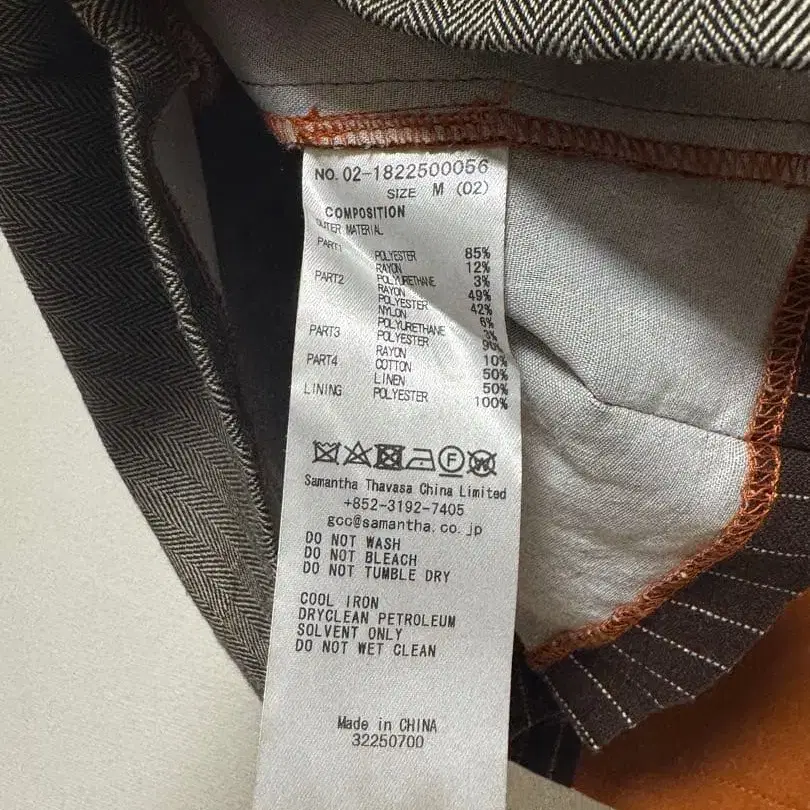 NO. 02-1822500056
SIZE M (02)
COMPOSITION
OUTER MATERIAL
PART1 POLYESTER 85%
RAYON 12%
POLYURETHANE 3%
PART2 RAYON 49%
POLYESTER 42%
NYLON 6%
POLYURETHANE 3%
PART3 POLYESTER 90%
RAYON 10%
PART4 COTTON 50%
LINEN 50%
LINING POLYESTER 100%
F W
Samantha Thavasa China Limited
+852-3192-7405
gcc@samantha.co.jp
DO NOT WASH
DO NOT BLEACH
DO NOT TUMBLE DRY
COOL IRON
DRYCLEAN PETROLEUM
SOLVENT ONLY
DO NOT WET CLEAN
Made in CHINA
32250700